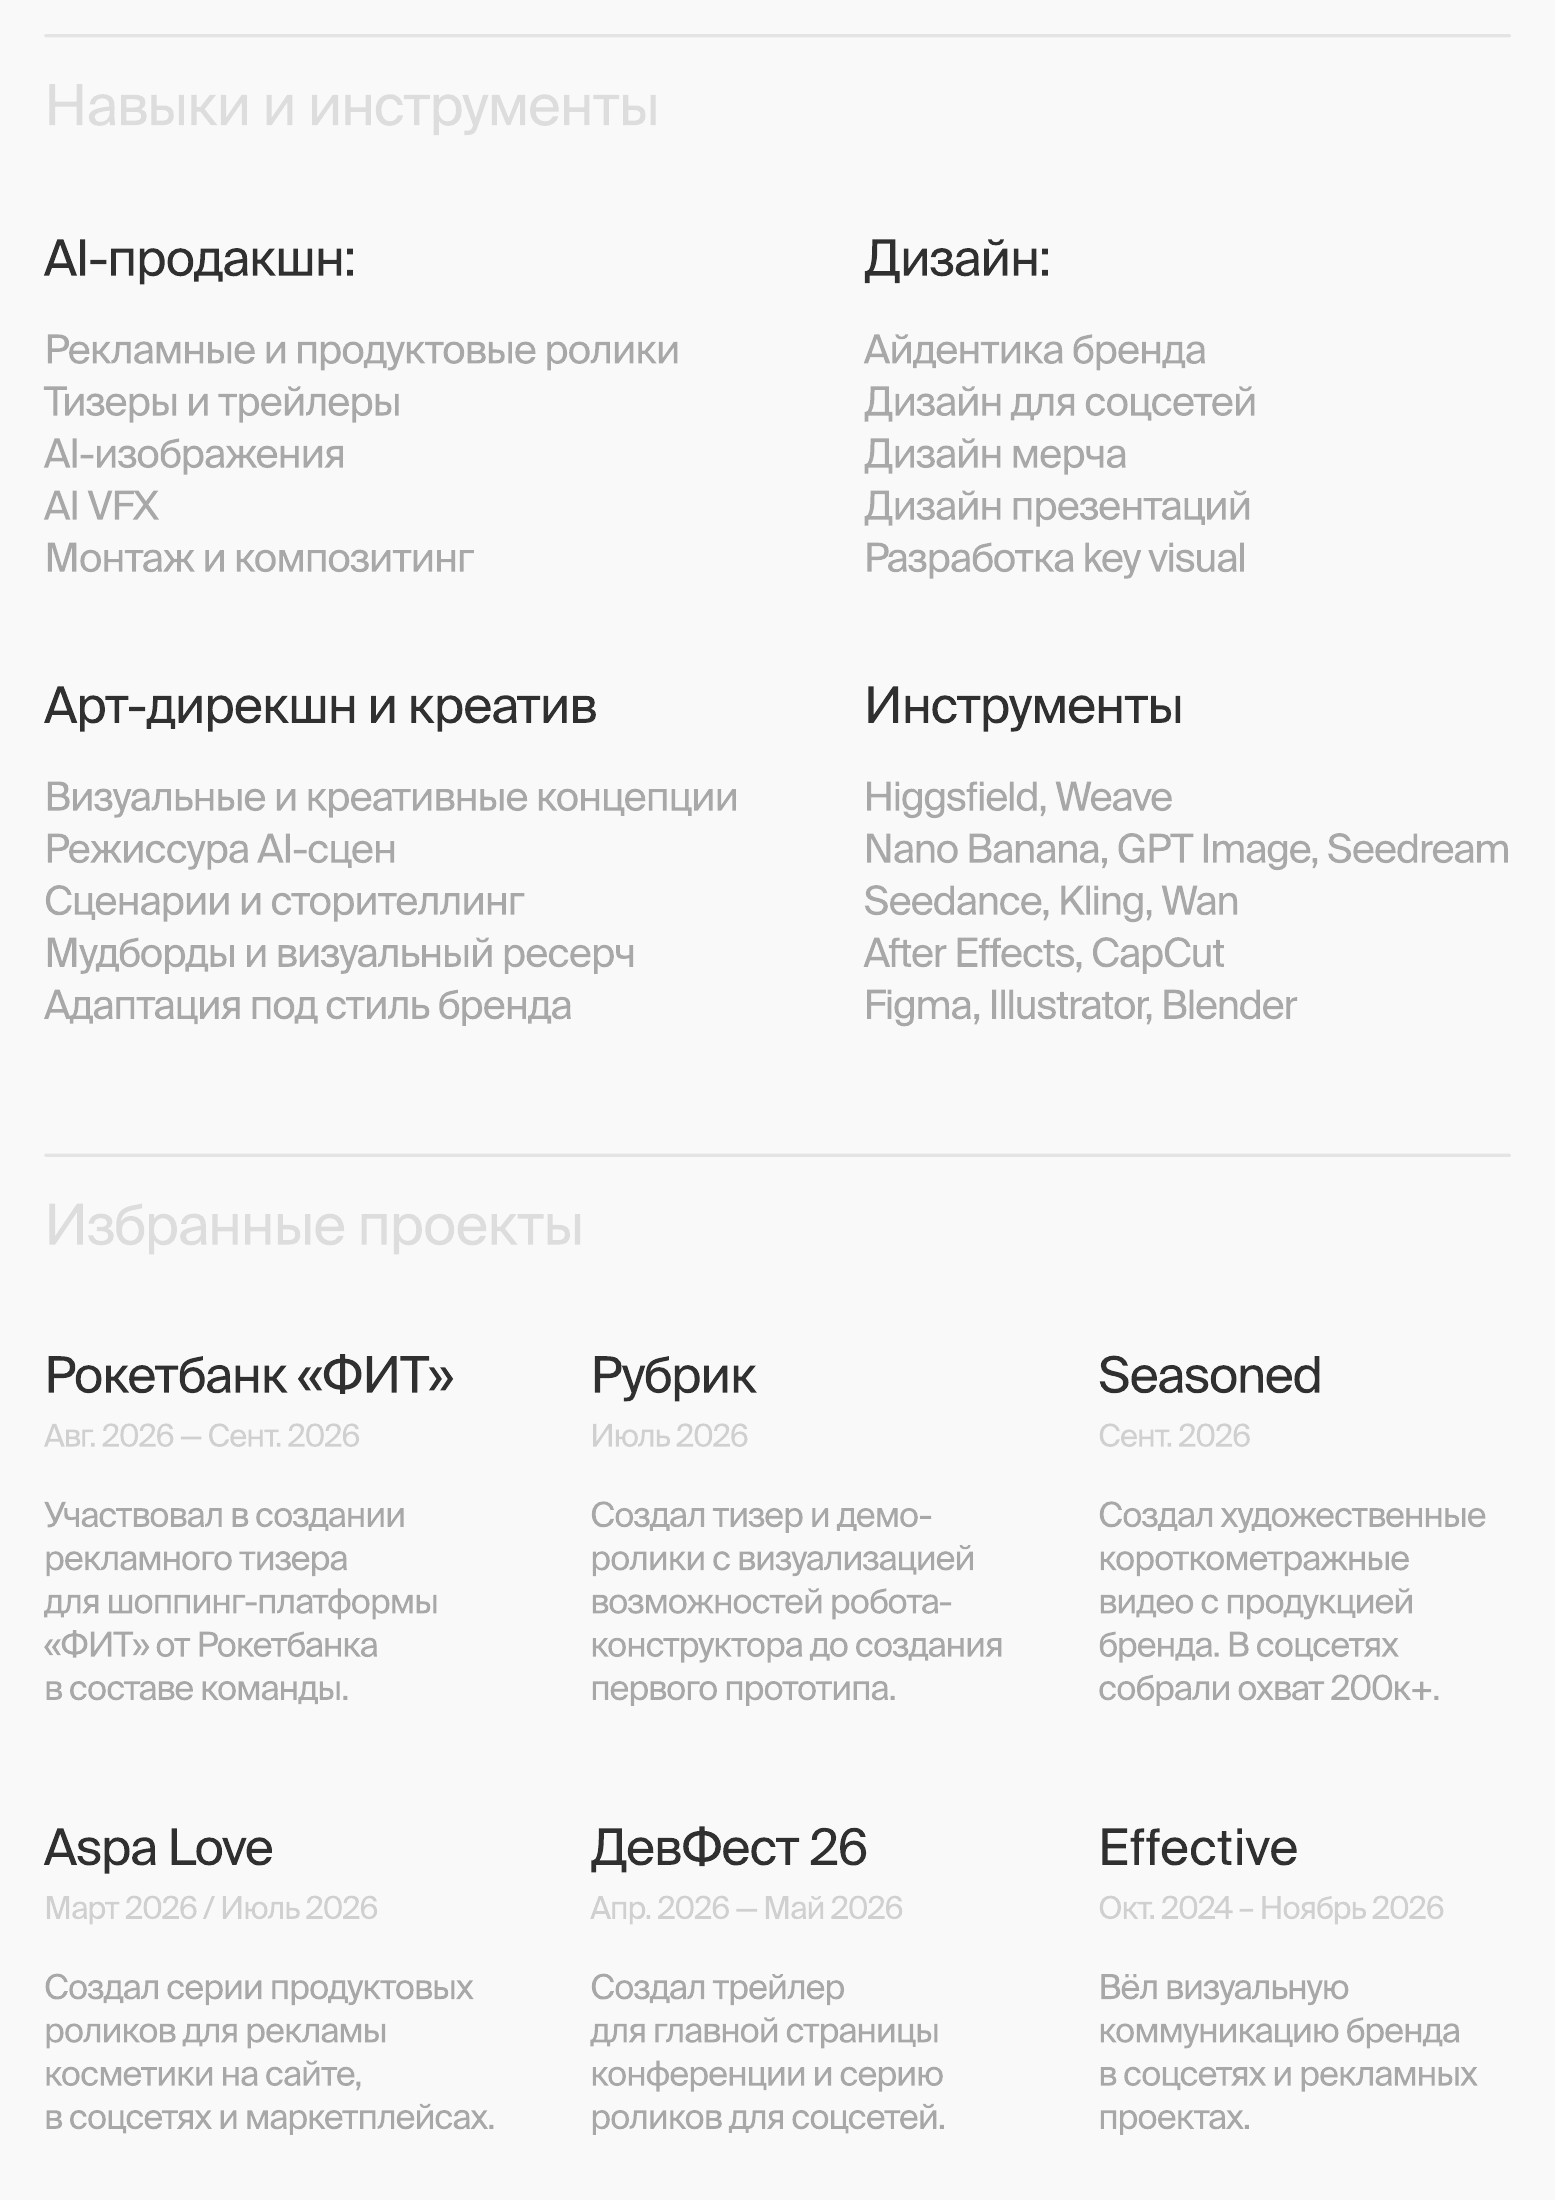 Навыки и инструменты
AI-продакшн:
Рекламные и продуктовые ролики
Тизеры и трейлеры
AI-изображения
AI VFX
Монтаж и композитинг
Дизайн:
Айдентика бренда
Дизайн для соцсетей
Дизайн мерча
Дизайн презентаций
Разработка key visual
Арт-дирекшн и креатив
Визуальные и креативные концепции
Режиссура AI-сцен
Сценарии и сторителлинг
Мудборды и визуальный ресерч
Адаптация под стиль бренда
Инструменты
Higgsfield, Weave
Nano Banana, GPT Image, Seedream
Seedance, Kling, Wan
After Effects, CapCut
Figma, Illustrator, Blender
Избранные проекты
Рокетбанк «ФИТ»
Авг. 2026 — Сент. 2026
Участвовал в создании
рекламного тизера
для шоппинг-платформы
«ФИТ» от Рокетбанка
в составе команды.
Рубрик
Июль 2026
Создал тизер и демо-
ролики с визуализацией
возможностей робота-
конструктора до создания
первого прототипа.
Seasoned
Сент. 2026
Создал художественные
короткометражные
видео с продукцией
бренда. В соцсетях
собрали охват 200к+.
Aspa Love
Март 2026 / Июль 2026
Создал серии продуктовых
роликов для рекламы
косметики на сайте,
в соцсетях и маркетплейсах.
ДевФест 26
Апр. 2026 — Май 2026
Создал трейлер
для главной страницы
конференции и серию
роликов для соцсетей.
Effective
Окт. 2024 – Ноябрь 2026
Вёл визуальную
коммуникацию бренда
в соцсетях и рекламных
проектах.